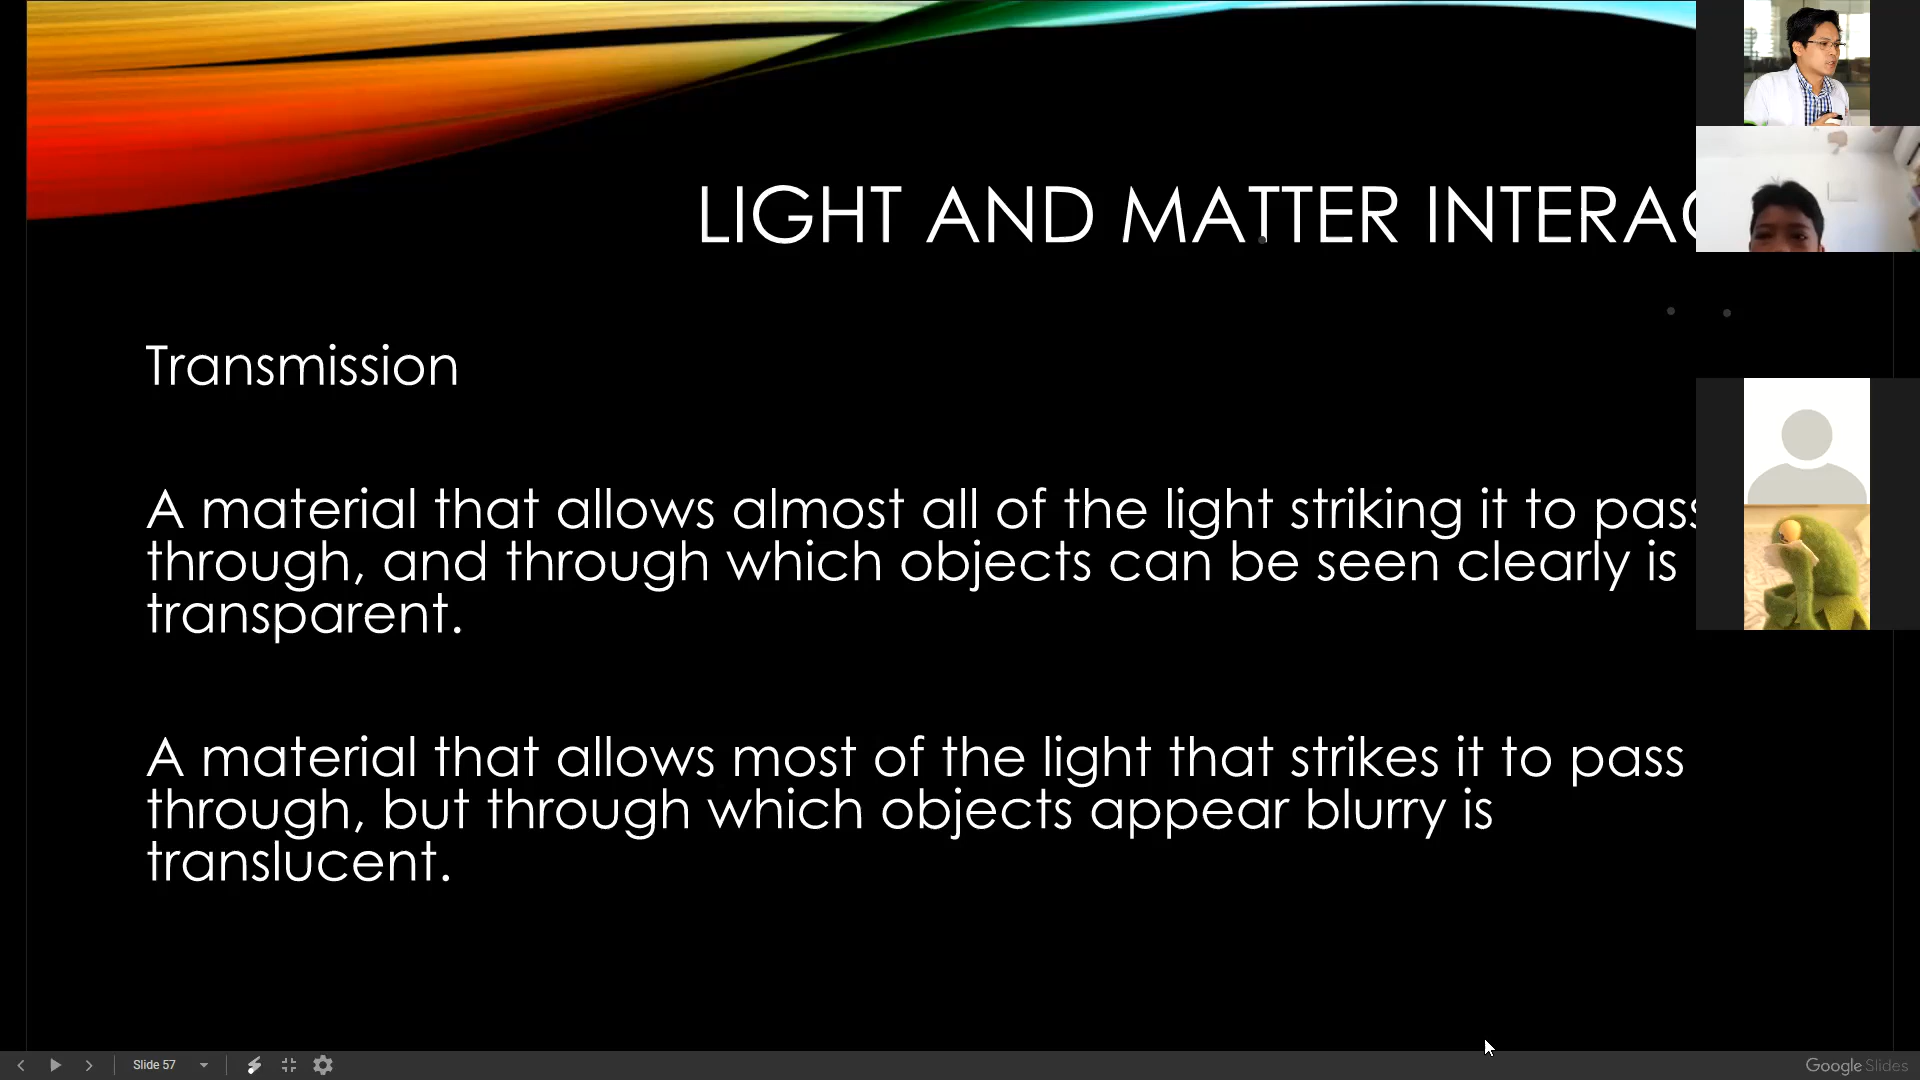 LIGHT AND MATTER
Transmission
A material that allows almost all of the light striking it to pass
through, and through which objects can be seen clearly is
transparent.
A material that allows most of the light that strikes it to pass
through, but through which objects appear blurry is
translucent.
Slide 57
Google Slides